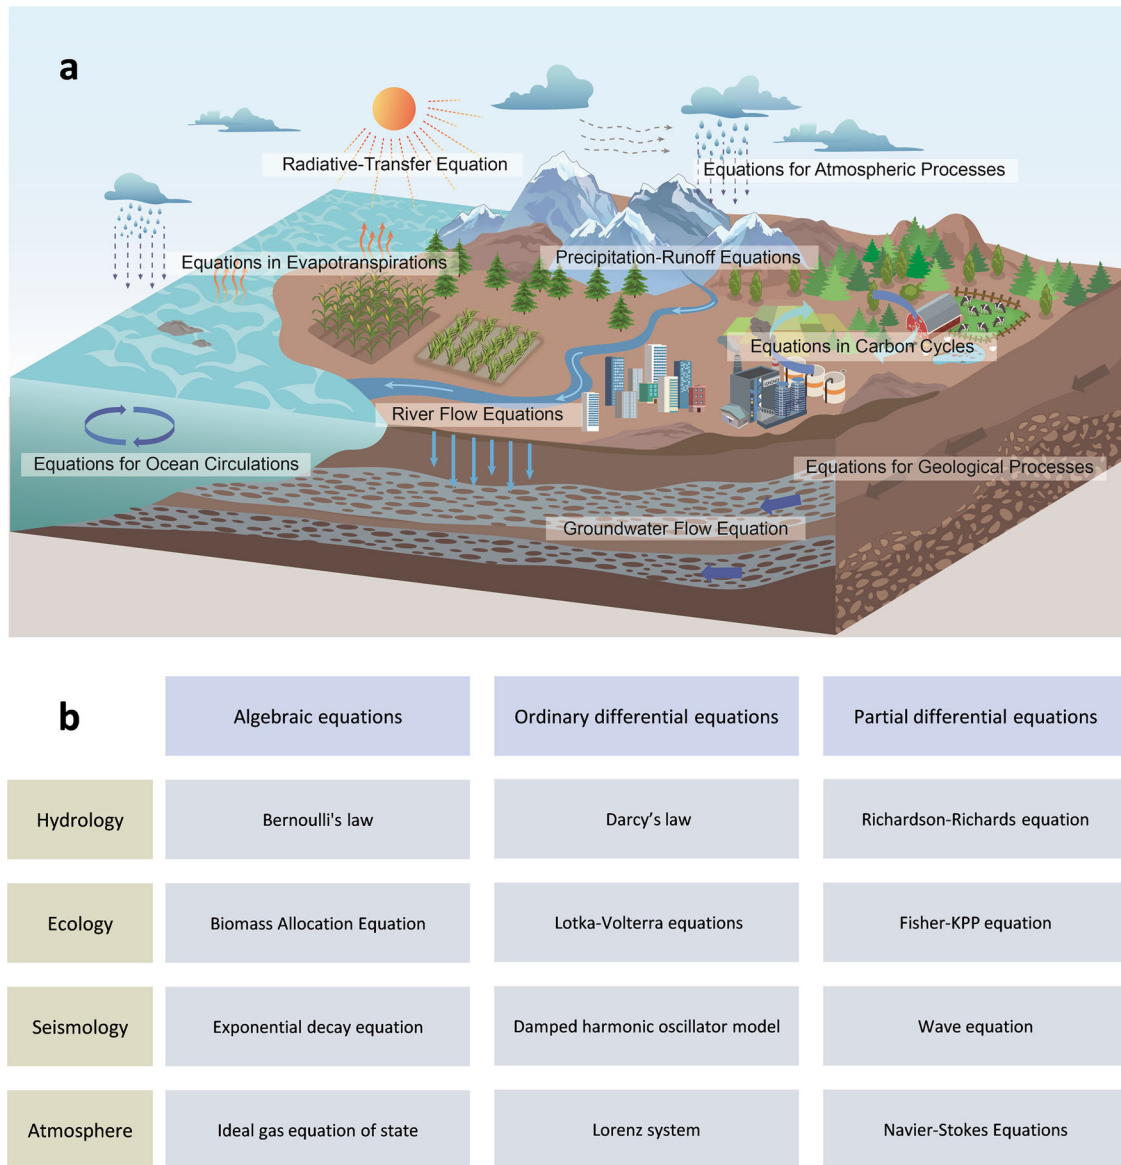 a
Radiative-Transfer Equation
Equations for Atmospheric Processes
Equations in Evapotranspirations
Precipitation-Runoff Equations
Equations in Carbon Cycles
River Flow Equations
Equations for Ocean Circulations
Equations for Geological Processes
Groundwater Flow Equation
b
Algebraic equations
Ordinary differential equations
Partial differential equations
Hydrology
Bernoulli's law
Darcy’s law
Richardson-Richards equation
Ecology
Biomass Allocation Equation
Lotka-Volterra equations
Fisher-KPP equation
Seismology
Exponential decay equation
Damped harmonic oscillator model
Wave equation
Atmosphere
Ideal gas equation of state
Lorenz system
Navier-Stokes Equations